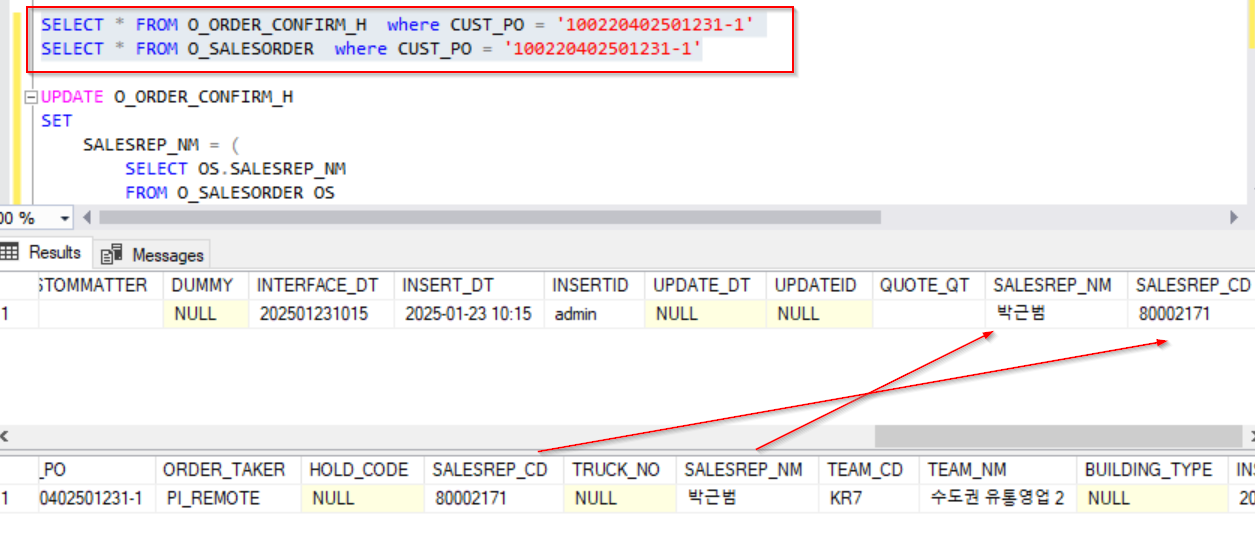 SELECT * FROM O_ORDER_CONFIRM_H  where CUST_PO = '100220402501231-1'
SELECT * FROM O_SALESORDER  where CUST_PO = '100220402501231-1'
UPDATE O_ORDER_CONFIRM_H
SET
SALESREP_NM = (
SELECT OS.SALESREP_NM
FROM O_SALESORDER OS
00 %
Results Messages
STOMMATTER DUMMY INTERFACE_DT INSERT_DT INSERTID UPDATE_DT UPDATEID QUOTE_QT SALESREP_NM SALESREP_CD
1 NULL 202501231015 2025-01-23 10:15 admin NULL NULL 박근범 80002171
_PO ORDER_TAKER HOLD_CODE SALESREP_CD TRUCK_NO SALESREP_NM TEAM_CD TEAM_NM BUILDING_TYPE IN
1 0402501231-1 PI_REMOTE NULL 80002171 NULL 박근범 KR7 수도권 유통영업 2 NULL 20